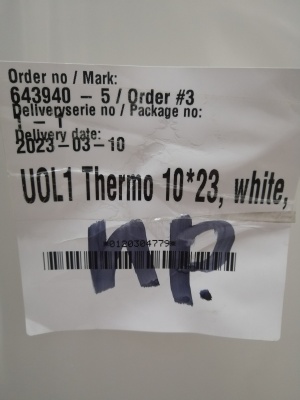 Order no / Mark:
643940 - 5 / Order #3
Deliveryserie no / Package no:
1 - 1
Delivery date:
2023-03-10
UOL1 Thermo 10*23, white,
*0120304779*
np.